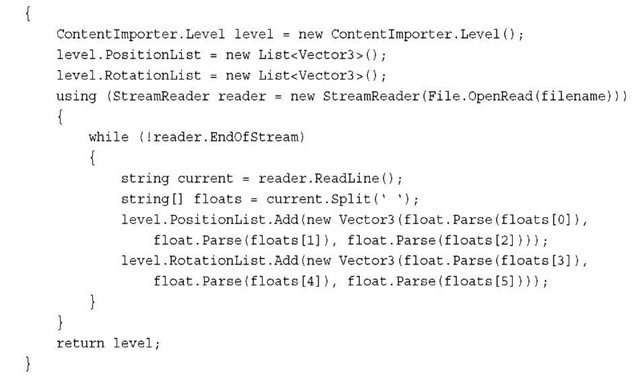 {
ContentImporter.Level level = new ContentImporter.Level();
level.PositionList = new List<Vector3>();
level.RotationList = new List<Vector3>();
using (StreamReader reader = new StreamReader(File.OpenRead(filename)))
{
while (!reader.EndOfStream)
{
string current = reader.ReadLine();
string[] floats = current.Split(‘ ‘);
level.PositionList.Add(new Vector3(float.Parse(floats[0]),
float.Parse(floats[1]), float.Parse(floats[2])));
level.RotationList.Add(new Vector3(float.Parse(floats[3]),
float.Parse(floats[4]), float.Parse(floats[5])));
}
}
return level;
}